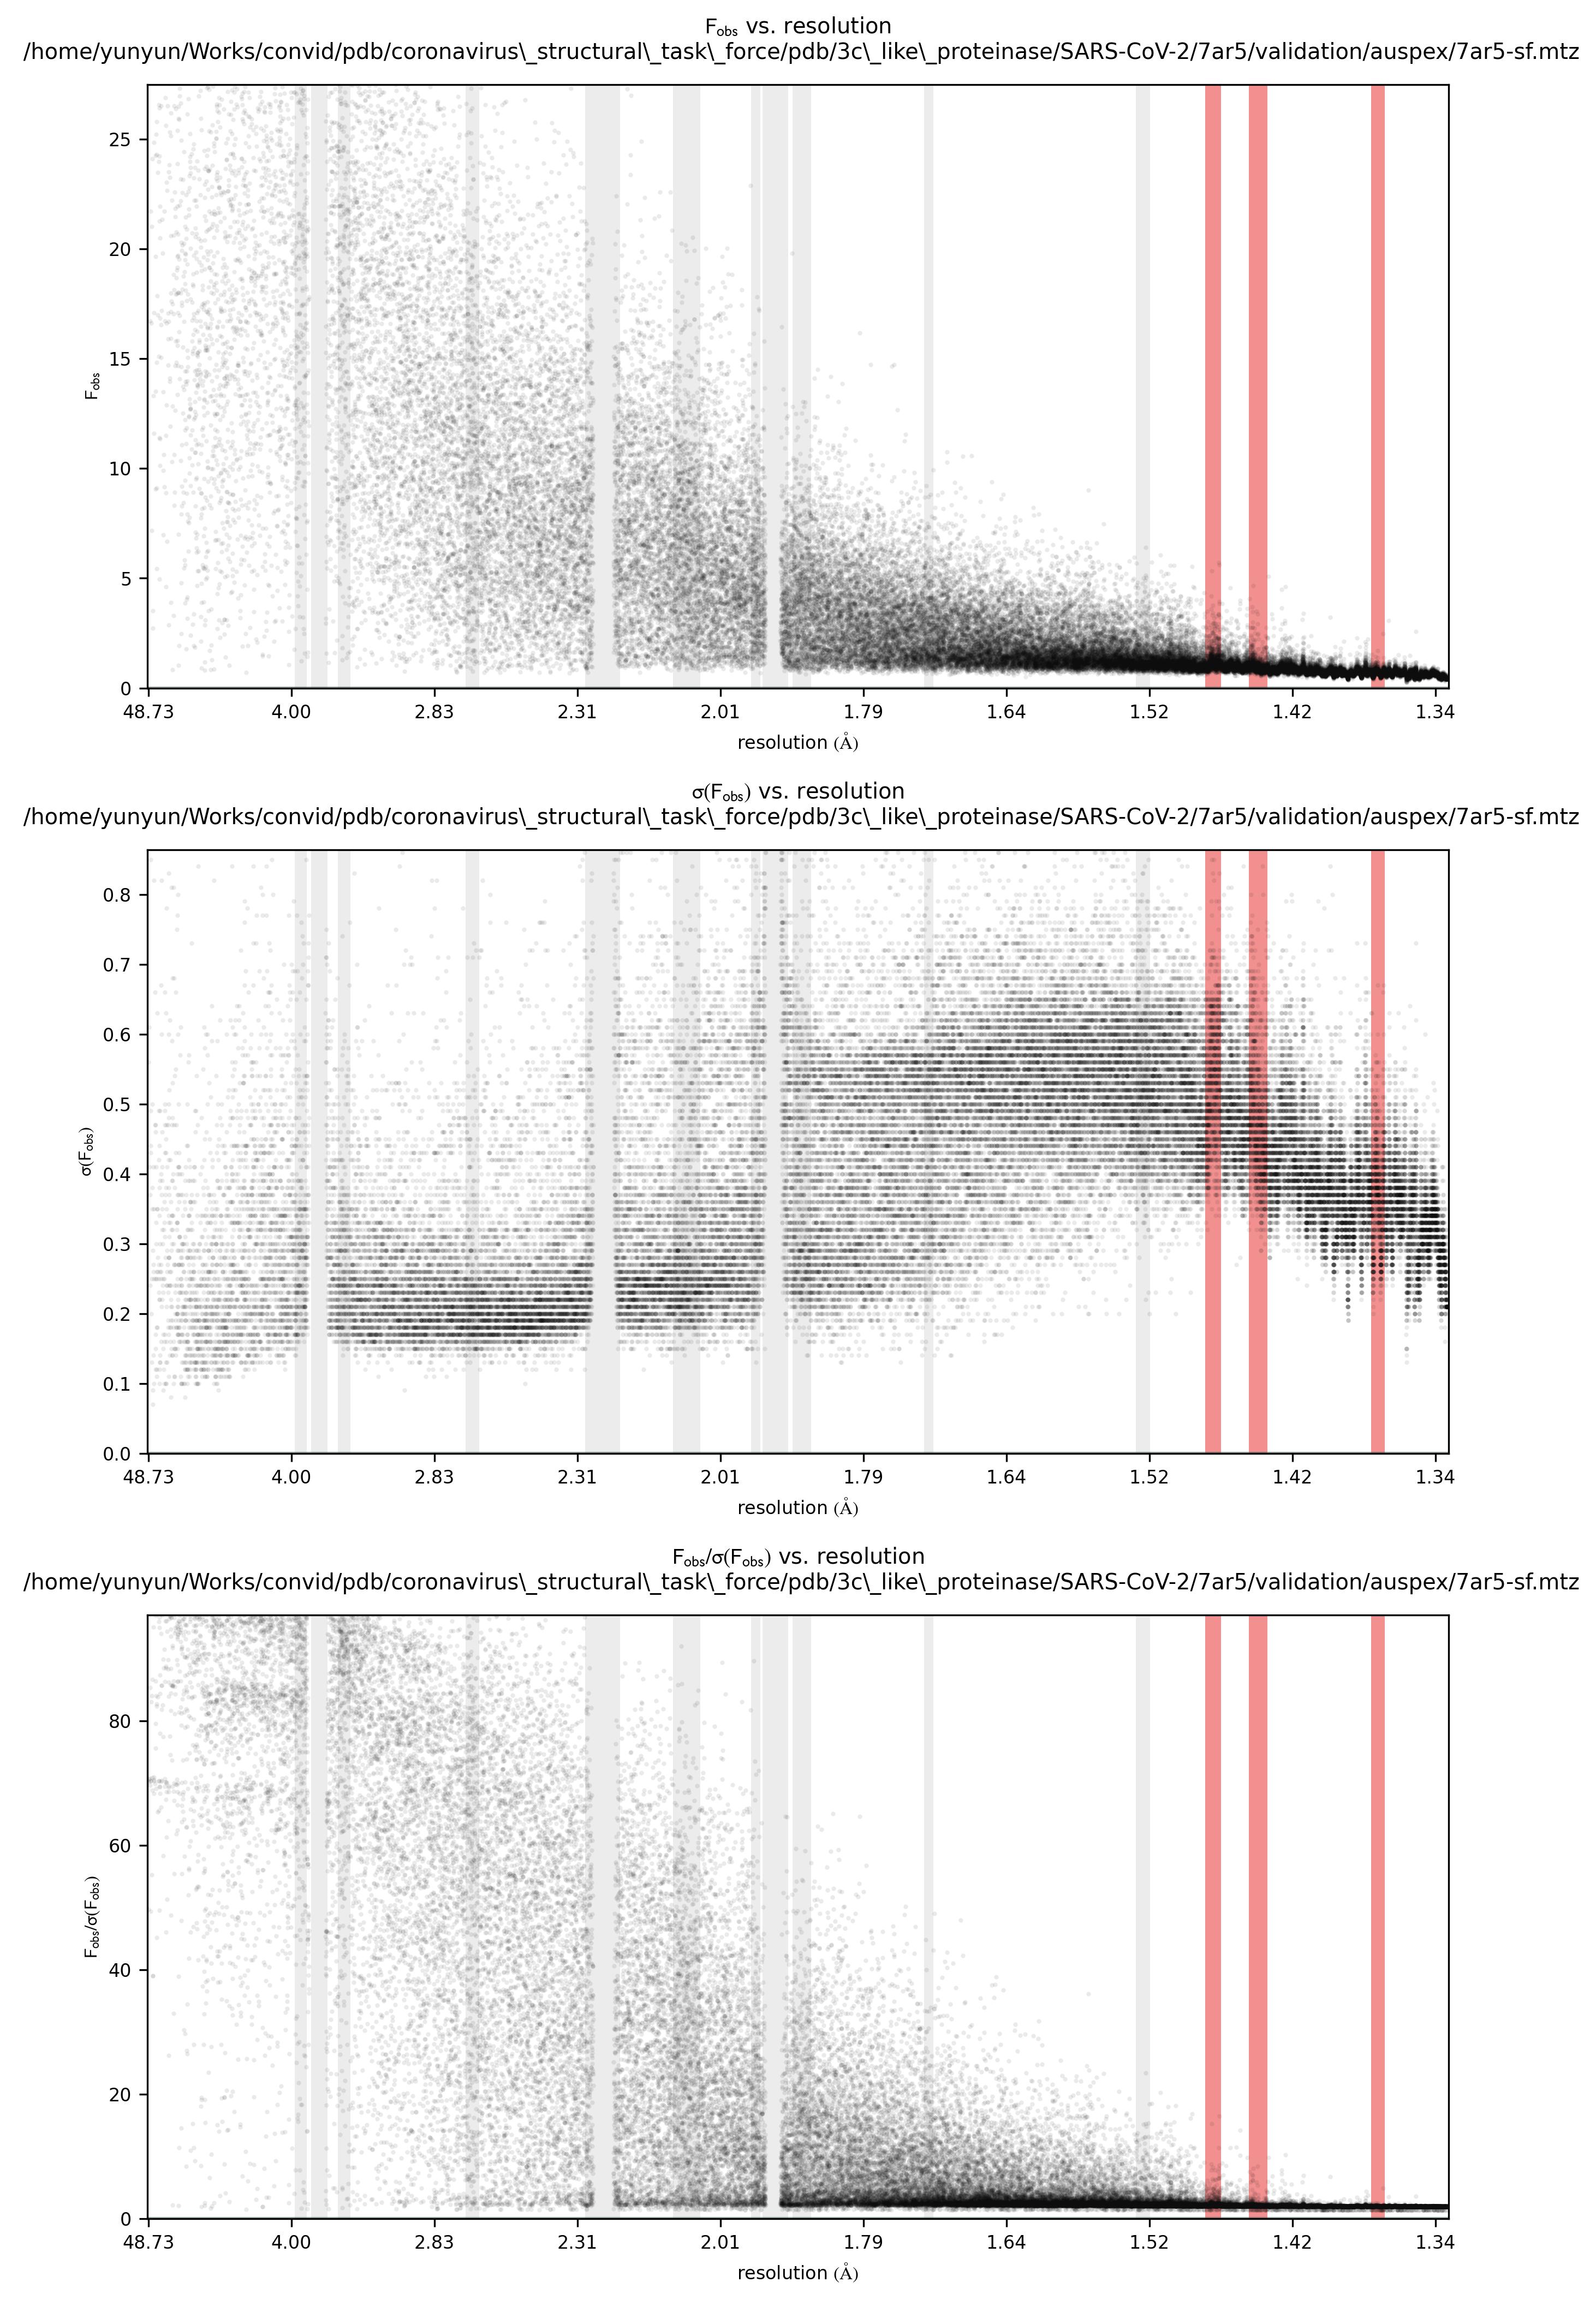 Fobs vs. resolution
/home/yunyun/Works/convid/pdb/coronavirus\_structural\_task\_force/pdb/3c\_like\_proteinase/SARS-CoV-2/7ar5/validation/auspex/7ar5-sf.mtz
25
20
15
10
5
0
Fobs
48.73 4.00 2.83 2.31 2.01 1.79 1.64 1.52 1.42 1.34
resolution (Å)
σ(Fobs) vs. resolution
/home/yunyun/Works/convid/pdb/coronavirus\_structural\_task\_force/pdb/3c\_like\_proteinase/SARS-CoV-2/7ar5/validation/auspex/7ar5-sf.mtz
0.8
0.7
0.6
0.5
0.4
0.3
0.2
0.1
0.0
σ(Fobs)
48.73 4.00 2.83 2.31 2.01 1.79 1.64 1.52 1.42 1.34
resolution (Å)
Fobs/σ(Fobs) vs. resolution
/home/yunyun/Works/convid/pdb/coronavirus\_structural\_task\_force/pdb/3c\_like\_proteinase/SARS-CoV-2/7ar5/validation/auspex/7ar5-sf.mtz
80
60
40
20
0
Fobs/σ(Fobs)
48.73 4.00 2.83 2.31 2.01 1.79 1.64 1.52 1.42 1.34
resolution (Å)